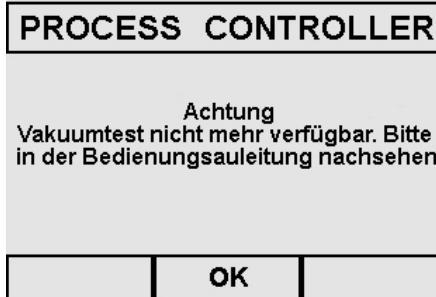 PROCESS CONTROLLER
Achtung
Vakuumtest nicht mehr verfügbar. Bitte
in der Bedienungsauleitung nachsehen
OK